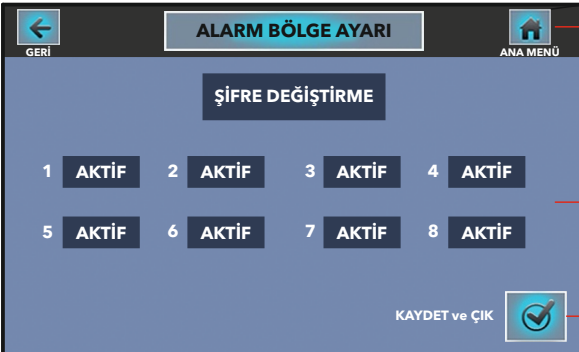 ALARM BÖLGE AYARI
GERİ
ANA MENÜ
ŞİFRE DEĞİŞTİRME
1 AKTİF 2 AKTİF 3 AKTİF 4 AKTİF
5 AKTİF 6 AKTİF 7 AKTİF 8 AKTİF
KAYDET ve ÇIK